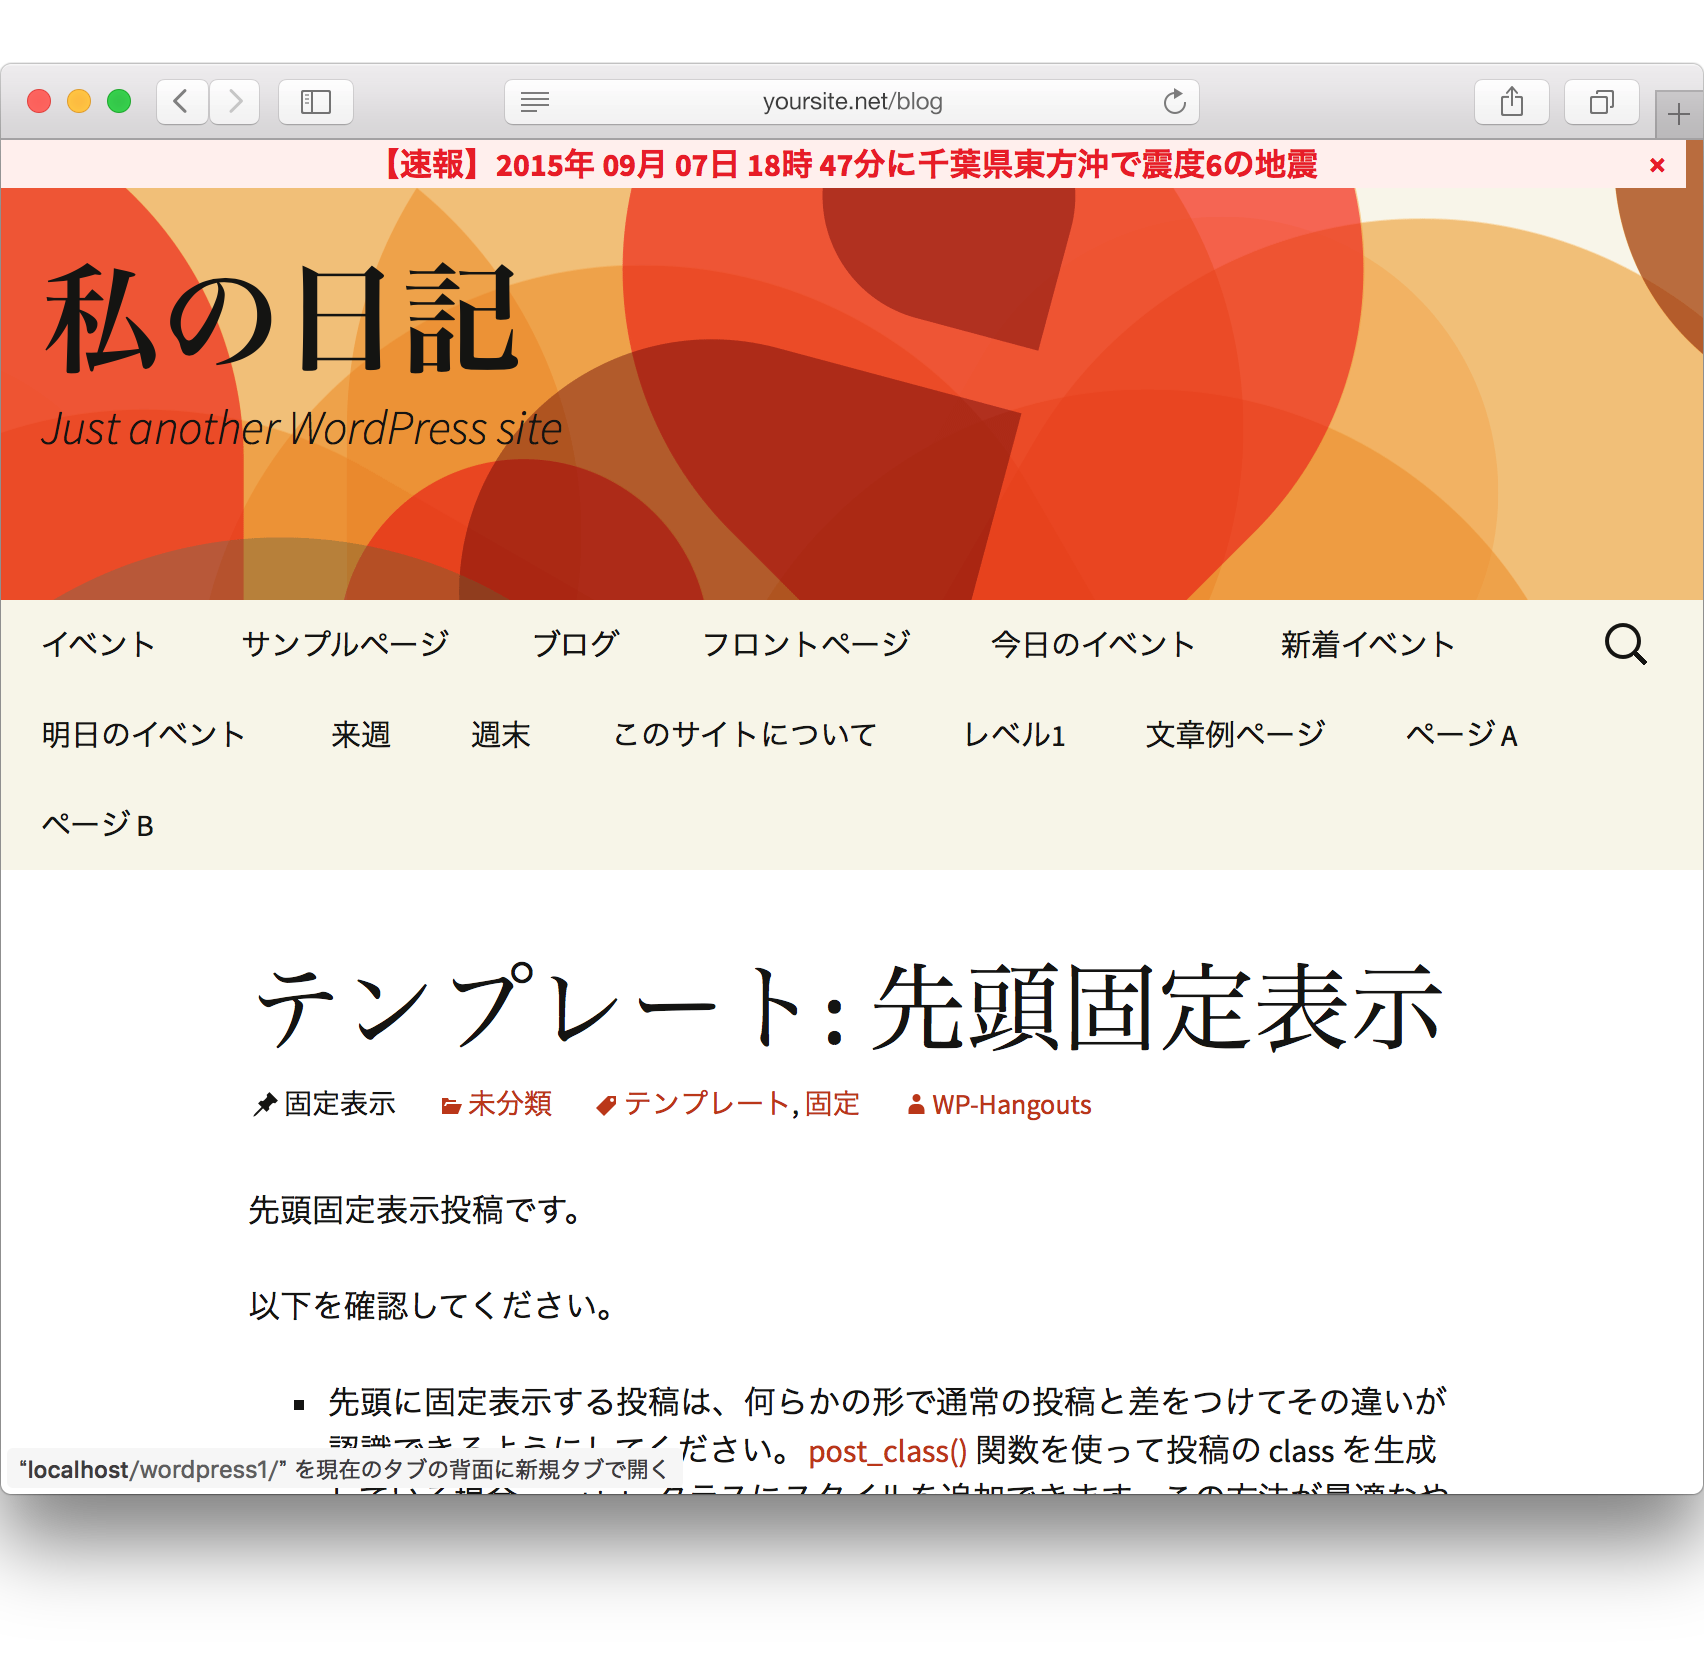 yoursite.net/blog
【速報】2015年 09月 07日 18時 47分に千葉県東方沖で震度6の地震 ×
私の日記
Just another WordPress site
イベント サンプルページ ブログ フロントページ 今日のイベント 新着イベント
明日のイベント 来週 週末 このサイトについて レベル1 文章例ページ ページ A
ページ B
テンプレート: 先頭固定表示
固定表示 未分類 テンプレート, 固定 WP-Hangouts
先頭固定表示投稿です。
以下を確認してください。
先頭に固定表示する投稿は、何らかの形で通常の投稿と差をつけてその違いが
認識できるようにしてください。post_class() 関数を使って投稿の class を生成
“localhost/wordpress1/” を現在のタブの背面に新規タブで開く